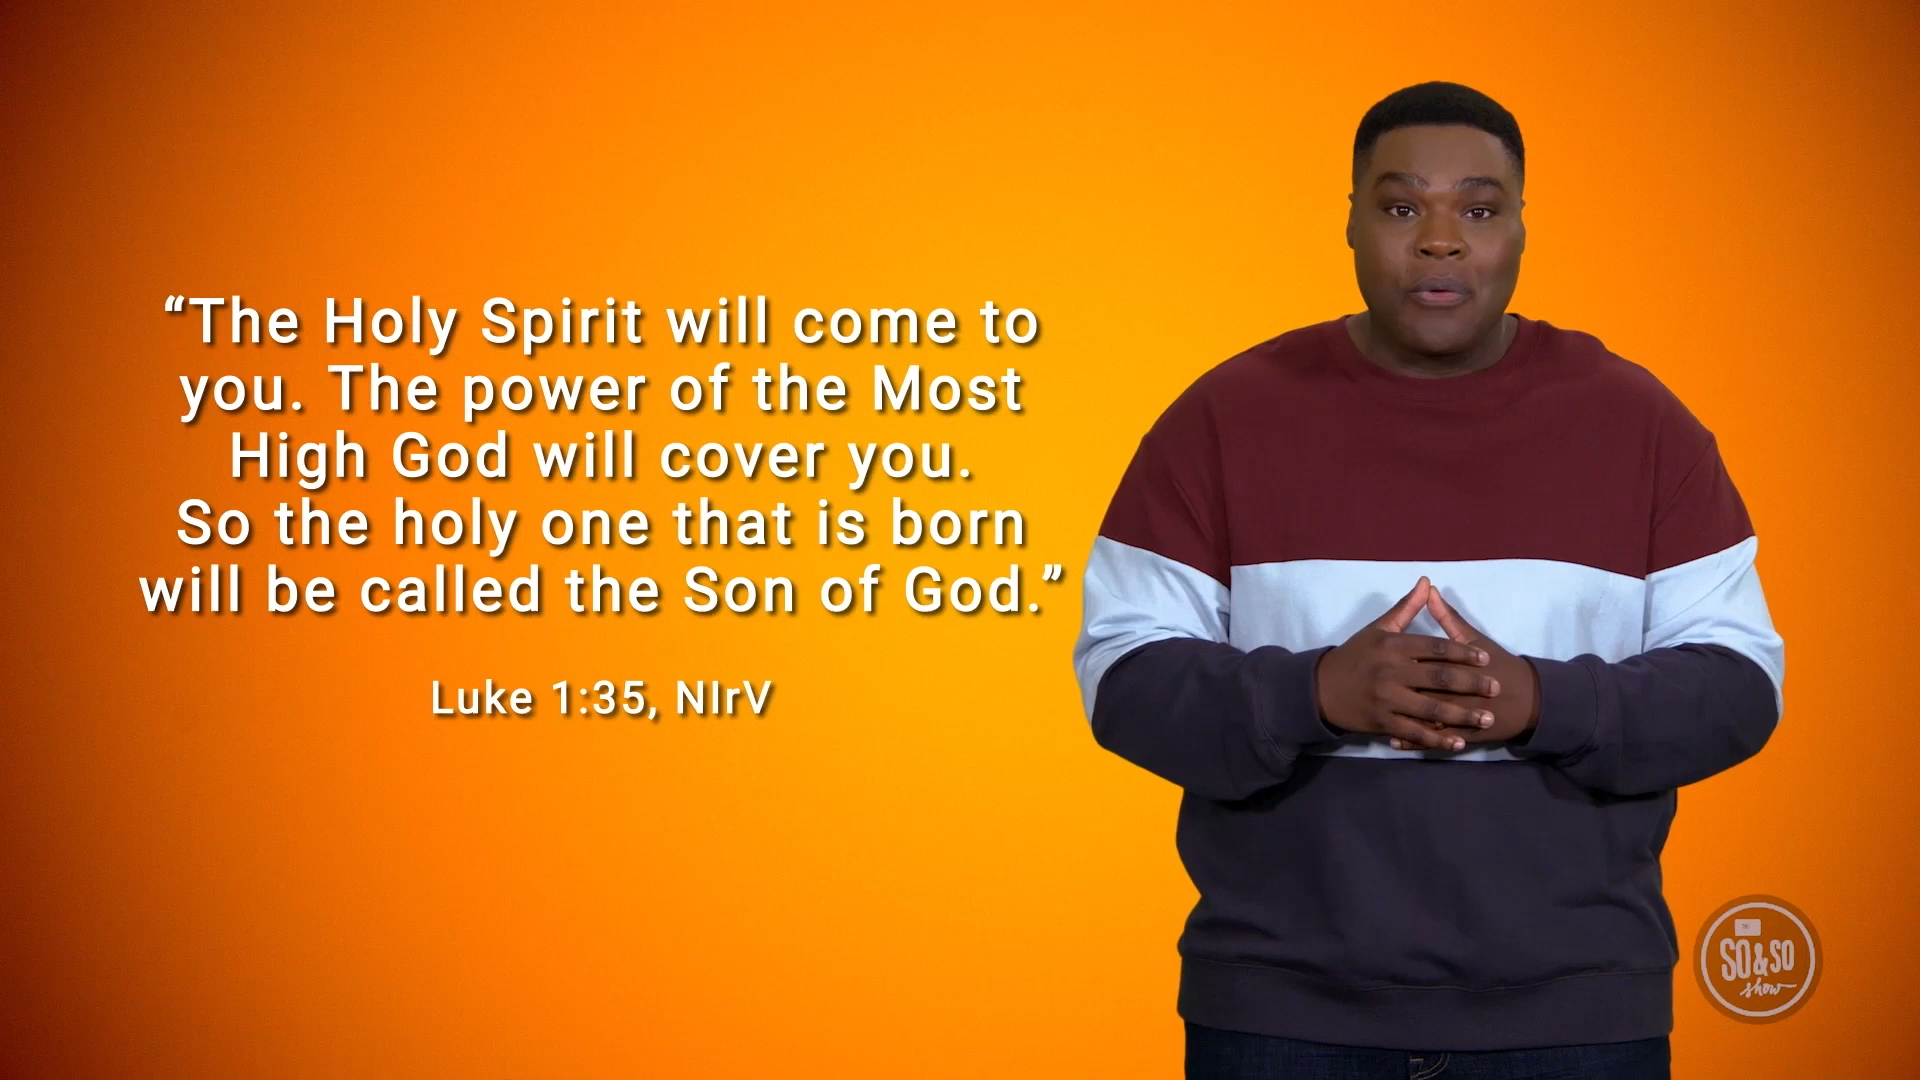 “The Holy Spirit will come to
you. The power of the Most
High God will cover you.
So the holy one that is born
will be called the Son of God.”
Luke 1:35, NIrV
SO&SO
show